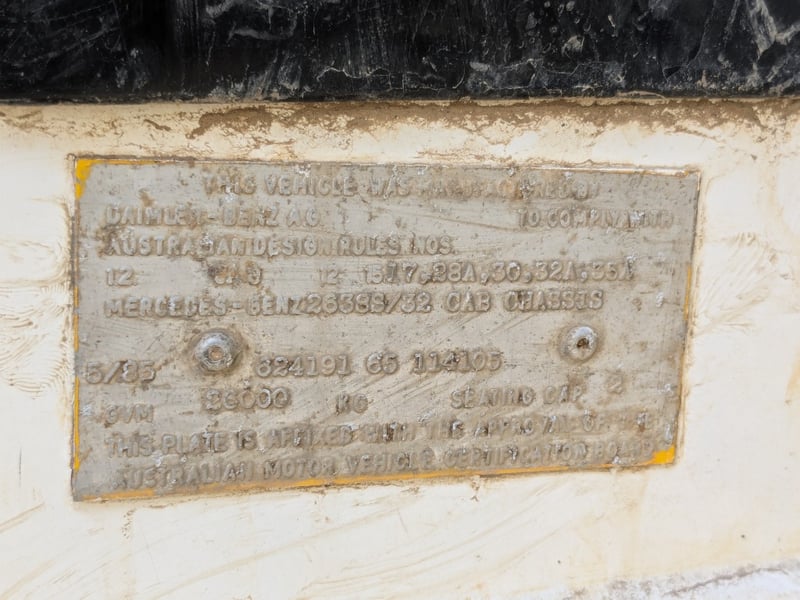 THIS VEHICLE WAS MANUFACTURED BY
DAIMLER-BENZ A.G. TO COMPLY WITH
AUSTRALIAN DESIGN RULES NOS.
12 12 15,17,28A,30,32A,35A
MERCEDES-BENZ 2638S/32 CAB CHASSIS
5/85 624191 65 114105
GVM KG SEATING CAP. 2
THIS PLATE IS AFFIXED WITH THE APPROVAL OF THE
AUSTRALIAN MOTOR VEHICLE CERTIFICATION BOARD